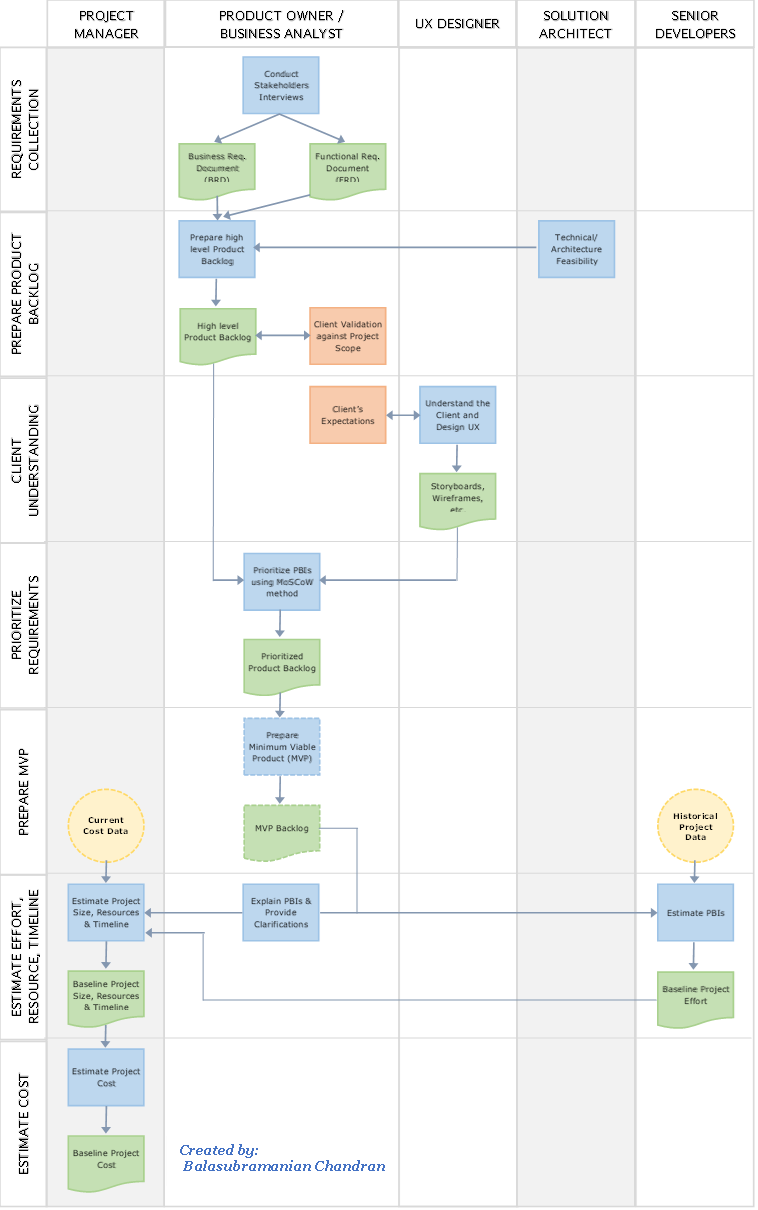 PROJECT
MANAGER
PRODUCT OWNER /
BUSINESS ANALYST
UX DESIGNER
SOLUTION
ARCHITECT
SENIOR
DEVELOPERS
REQUIREMENTS
COLLECTION
Conduct
Stakeholders
Interviews
Business Req.
Document
(BRD)
Functional Req.
Document
(FRD)
PREPARE PRODUCT
BACKLOG
Prepare high
level Product
Backlog
Technical/
Architecture
Feasibility
High level
Product Backlog
Client Validation
against Project
Scope
CLIENT
UNDERSTANDING
Client's
Expectations
Understand the
Client and
Design UX
Storyboards,
Wireframes,
etc.
PRIORITIZE
REQUIREMENTS
Prioritize PBIs
using MoSCoW
method
Prioritized
Product Backlog
PREPARE MVP
Prepare
Minimum Viable
Product (MVP)
Current
Cost Data
MVP Backlog
Historical
Project
Data
ESTIMATE EFFORT,
RESOURCE, TIMELINE
Estimate Project
Size, Resources
& Timeline
Explain PBIs &
Provide
Clarifications
Estimate PBIs
Baseline Project
Size, Resources
& Timeline
Baseline Project
Effort
ESTIMATE COST
Estimate Project
Cost
Baseline Project
Cost
Created by:
Balasubramanian Chandran